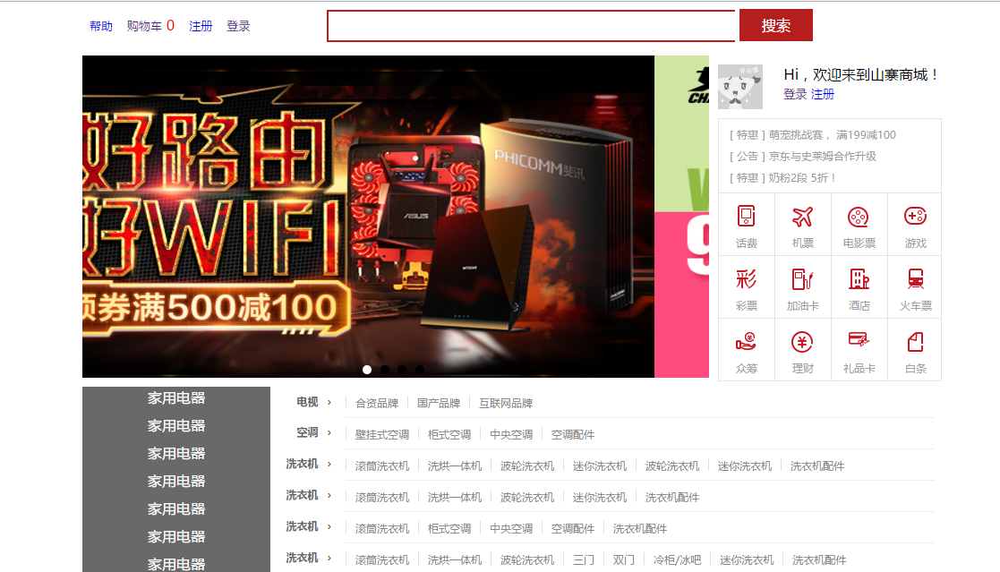 帮助 购物车 0 注册 登录
搜索
好路由
好WIFI
领券满500减100
ASUS
NETGEAR
PHICOMM斐讯
Hi，欢迎来到山寨商城！
登录 注册
[ 特惠 ] 萌宠挑战赛， 满199减100
[ 公告 ] 京东与史莱姆合作升级
[ 特惠 ] 奶粉2段 5折！
话费 机票 电影票 游戏
彩票 加油卡 酒店 火车票
众筹 理财 礼品卡 白条
家用电器
家用电器
家用电器
家用电器
家用电器
家用电器
家用电器
电视 › 合资品牌 国产品牌 互联网品牌
空调 › 壁挂式空调 柜式空调 中央空调 空调配件
洗衣机 › 滚筒洗衣机 洗烘一体机 波轮洗衣机 迷你洗衣机 波轮洗衣机 迷你洗衣机 洗衣机配件
洗衣机 › 滚筒洗衣机 洗烘一体机 波轮洗衣机 迷你洗衣机 洗衣机配件
洗衣机 › 滚筒洗衣机 柜式空调 中央空调 空调配件 洗衣机配件
洗衣机 › 滚筒洗衣机 洗烘一体机 波轮洗衣机 三门 双门 冷柜/冰吧 迷你洗衣机 洗衣机配件